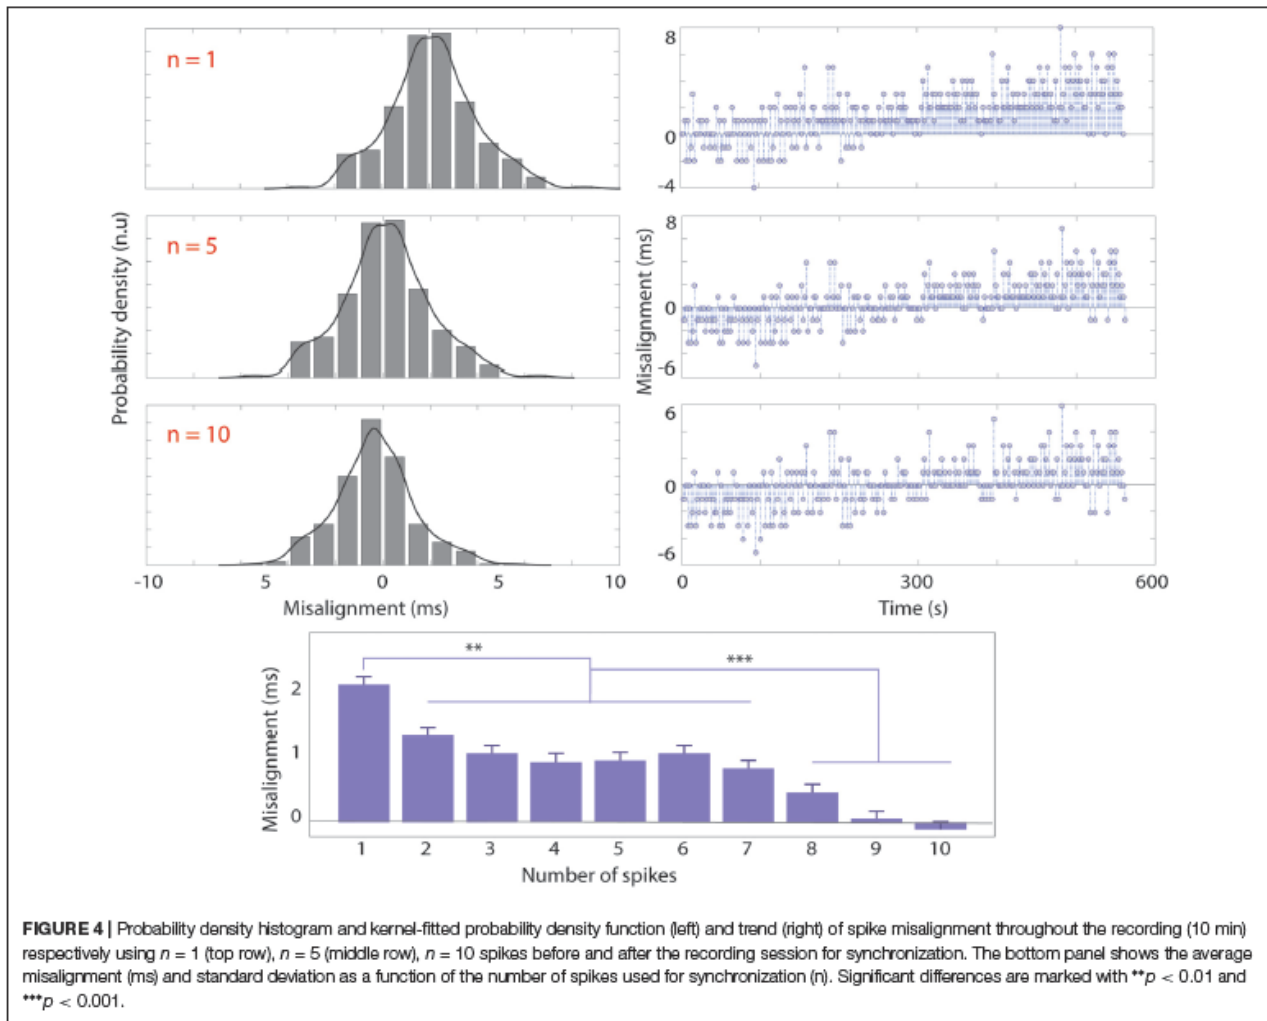 n = 1
8
0
-4
Probability density (n.u)
n = 5
Misalignment (ms)
8
0
-6
n = 10
6
0
-6
-10
5
0
5
10
Misalignment (ms)
0
300
600
Time (s)
**
***
Misalignment (ms)
2
1
0
1
2
3
4
5
6
7
8
9
10
Number of spikes
FIGURE 4 | Probability density histogram and kernel-fitted probability density function (left) and trend (right) of spike misalignment throughout the recording (10 min)
respectively using n = 1 (top row), n = 5 (middle row), n = 10 spikes before and after the recording session for synchronization. The bottom panel shows the average
misalignment (ms) and standard deviation as a function of the number of spikes used for synchronization (n). Significant differences are marked with **p < 0.01 and
***p < 0.001.